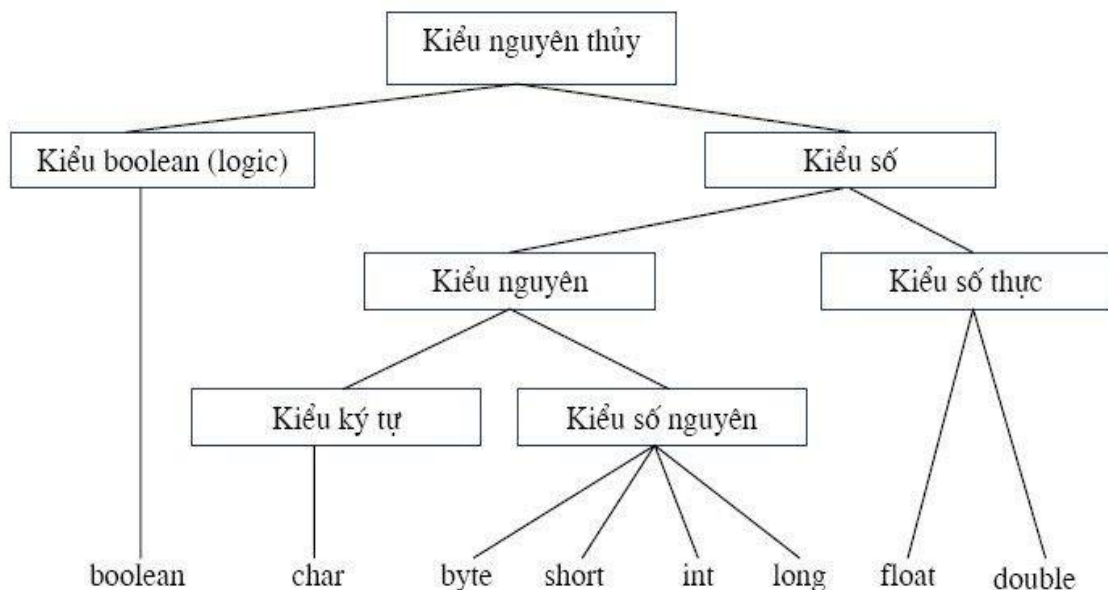 Kiểu nguyên thủy
Kiểu boolean (logic)
Kiểu số
Kiểu nguyên
Kiểu số thực
Kiểu ký tự
Kiểu số nguyên
boolean
char
byte
short
int
long
float
double